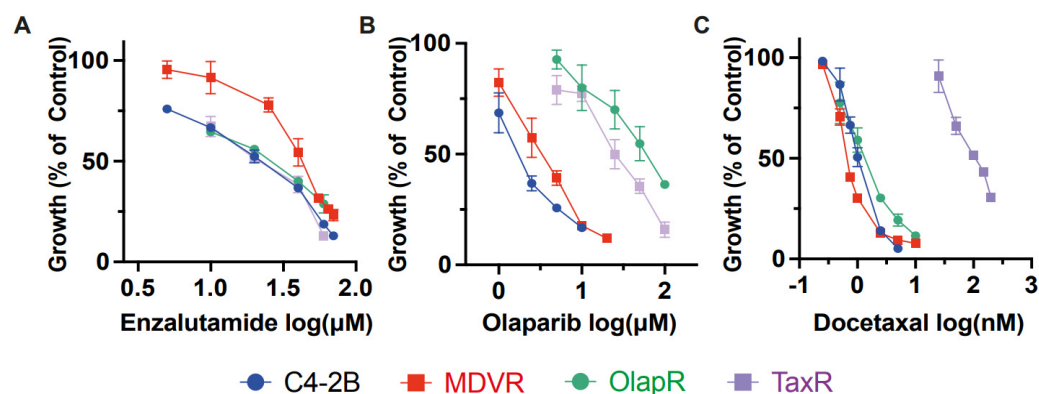 A
Growth (% of Control)
100
50
0
0.5 1.0 1.5 2.0
Enzalutamide log(µM)
B
Growth (% of Control)
100
50
0
0 1 2
Olaparib log(µM)
C
Growth (% of Control)
100
50
0
-1 0 1 2 3
Docetaxal log(nM)
C4-2B MDVR OlapR TaxR